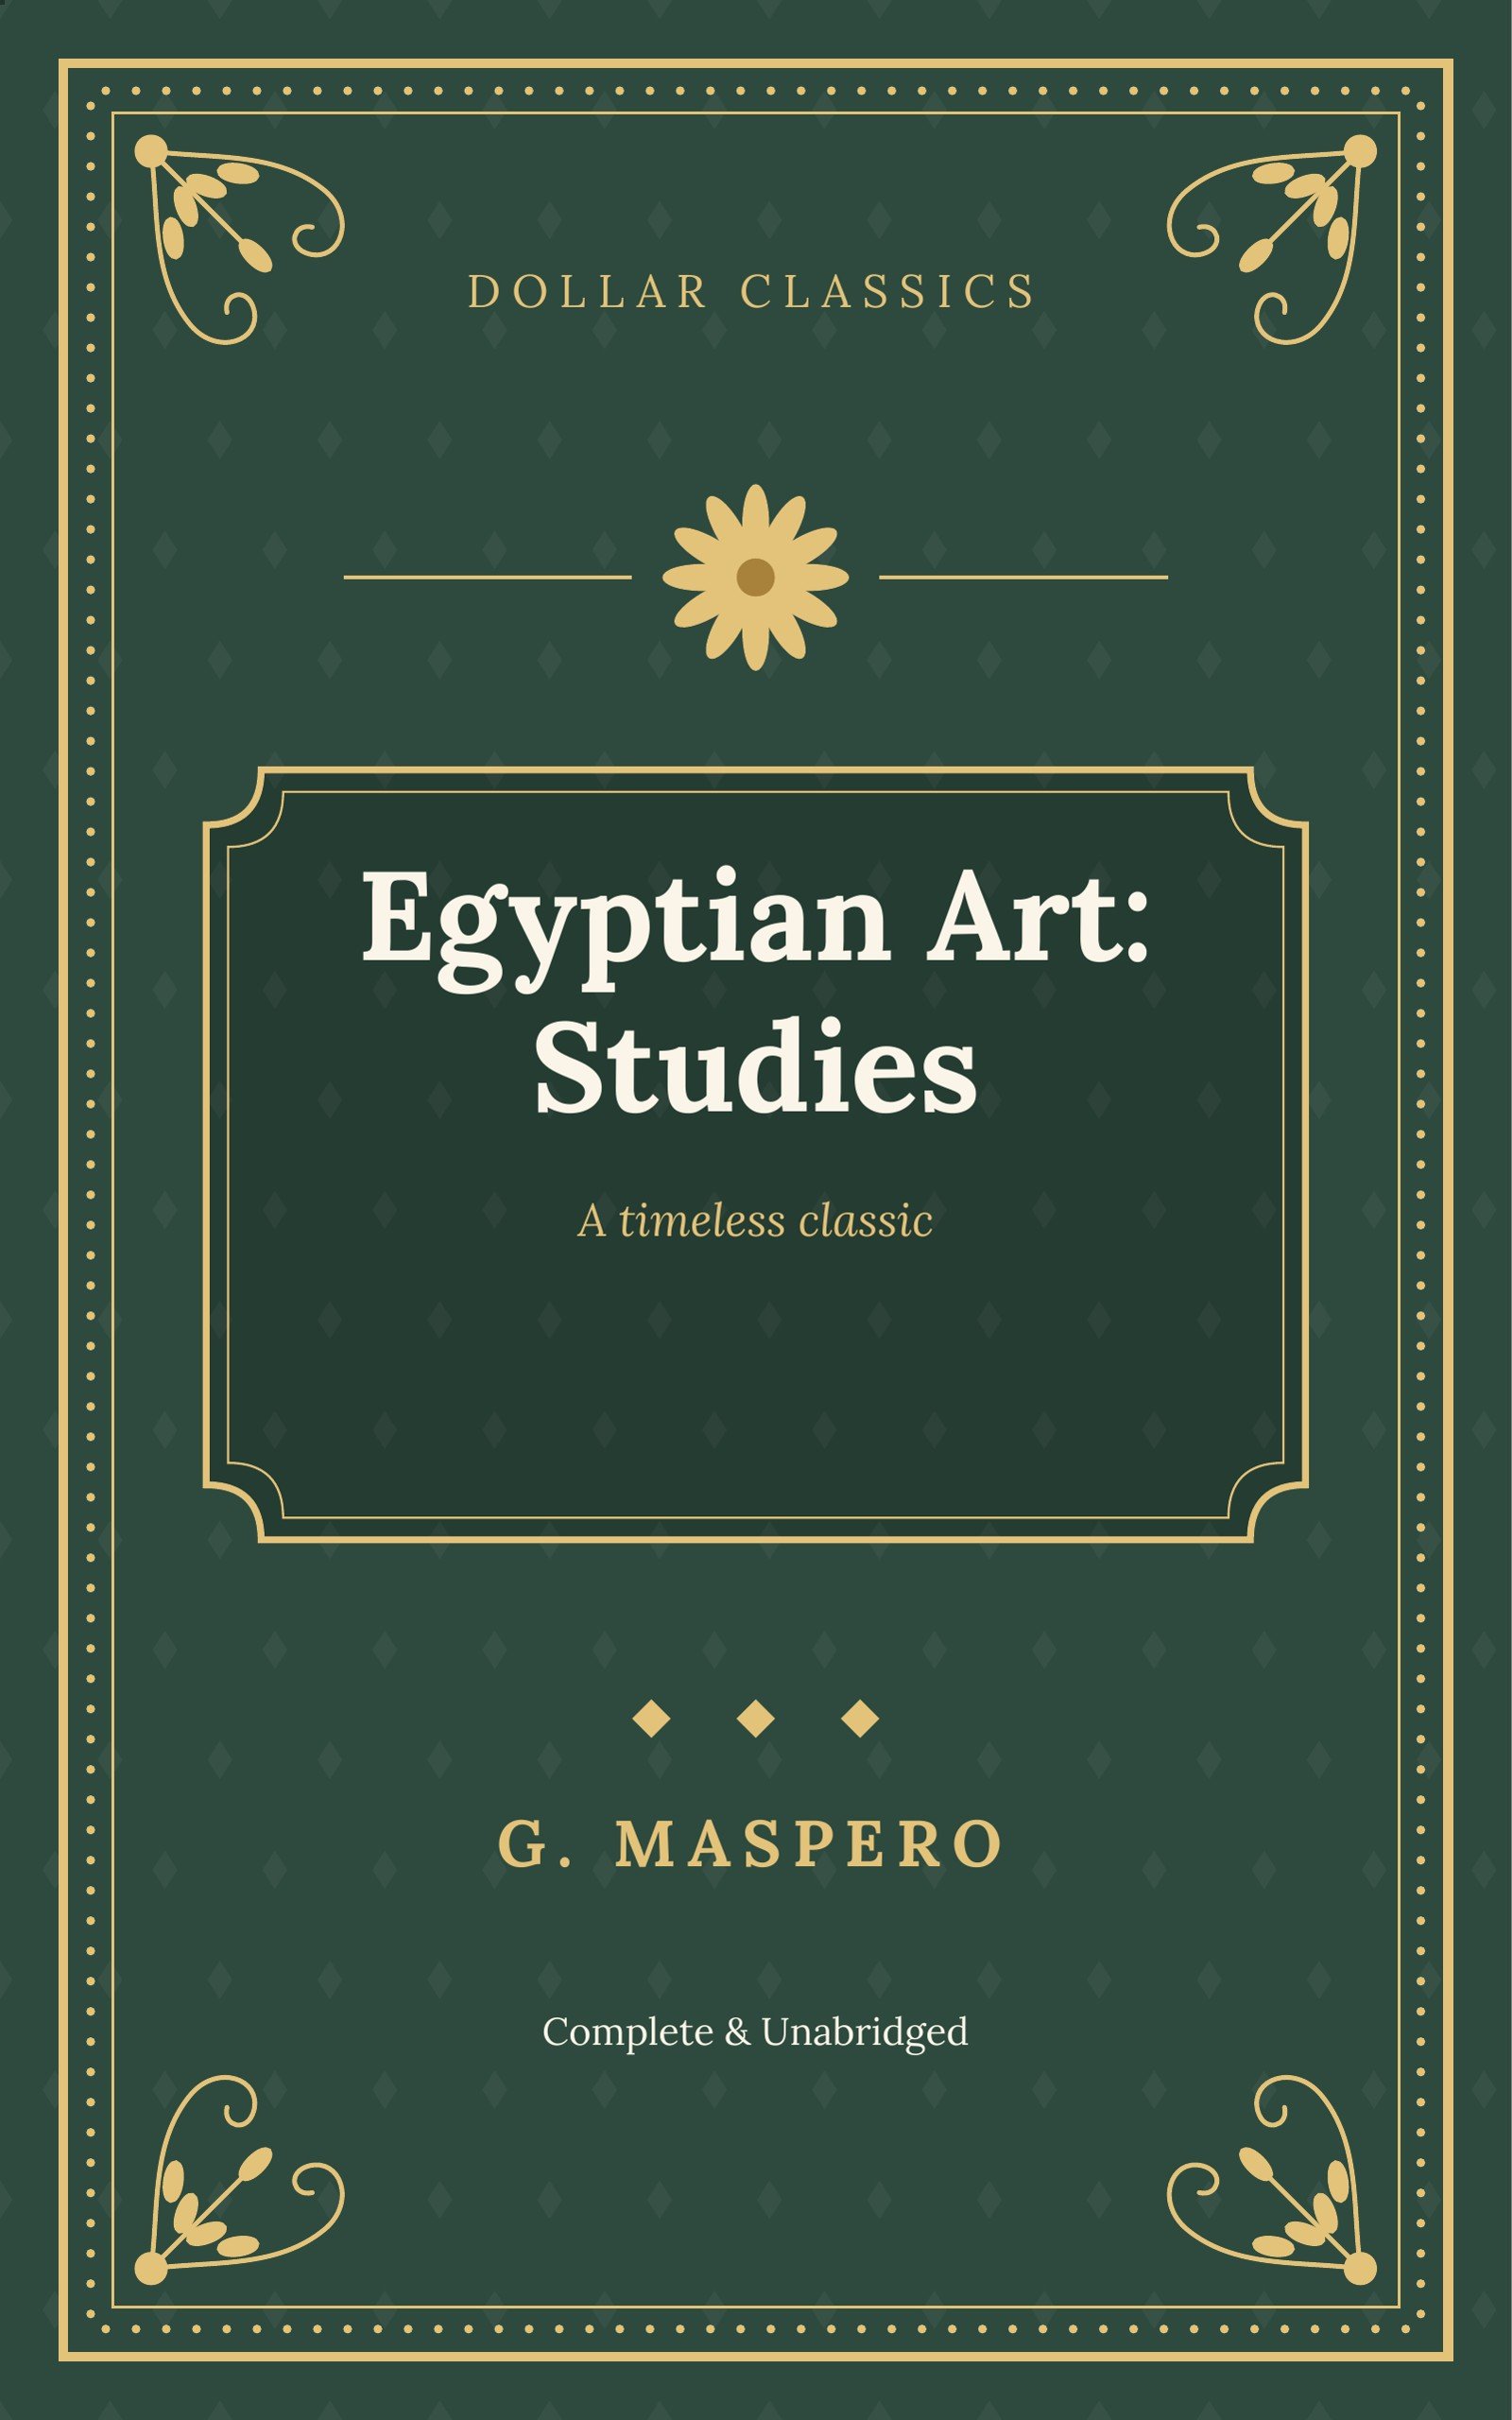 DOLLAR CLASSICS
Egyptian Art:
Studies
A timeless classic
G. MASPERO
Complete & Unabridged